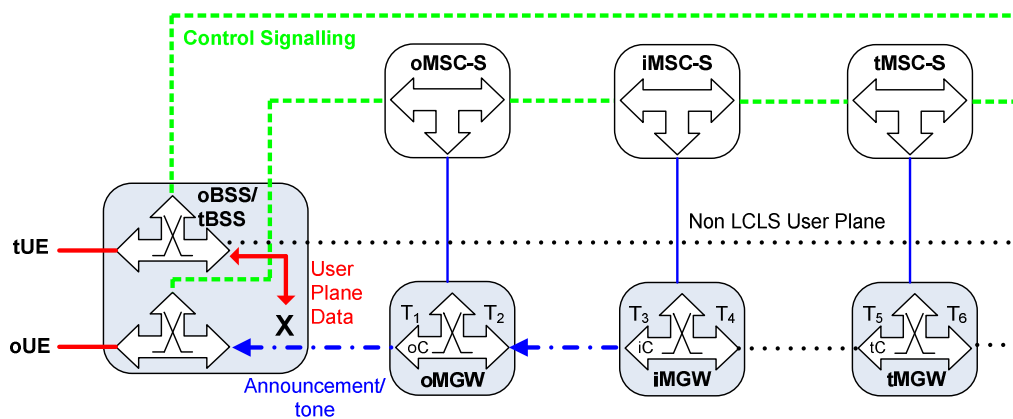 Control Signalling
oMSC-S
iMSC-S
tMSC-S
oBSS/
tBSS
Non LCLS User Plane
tUE
User
Plane
Data
X
T1
T2
T3
T4
T5
T6
oUE
oC
iC
tC
oMGW
iMGW
tMGW
Announcement/
tone